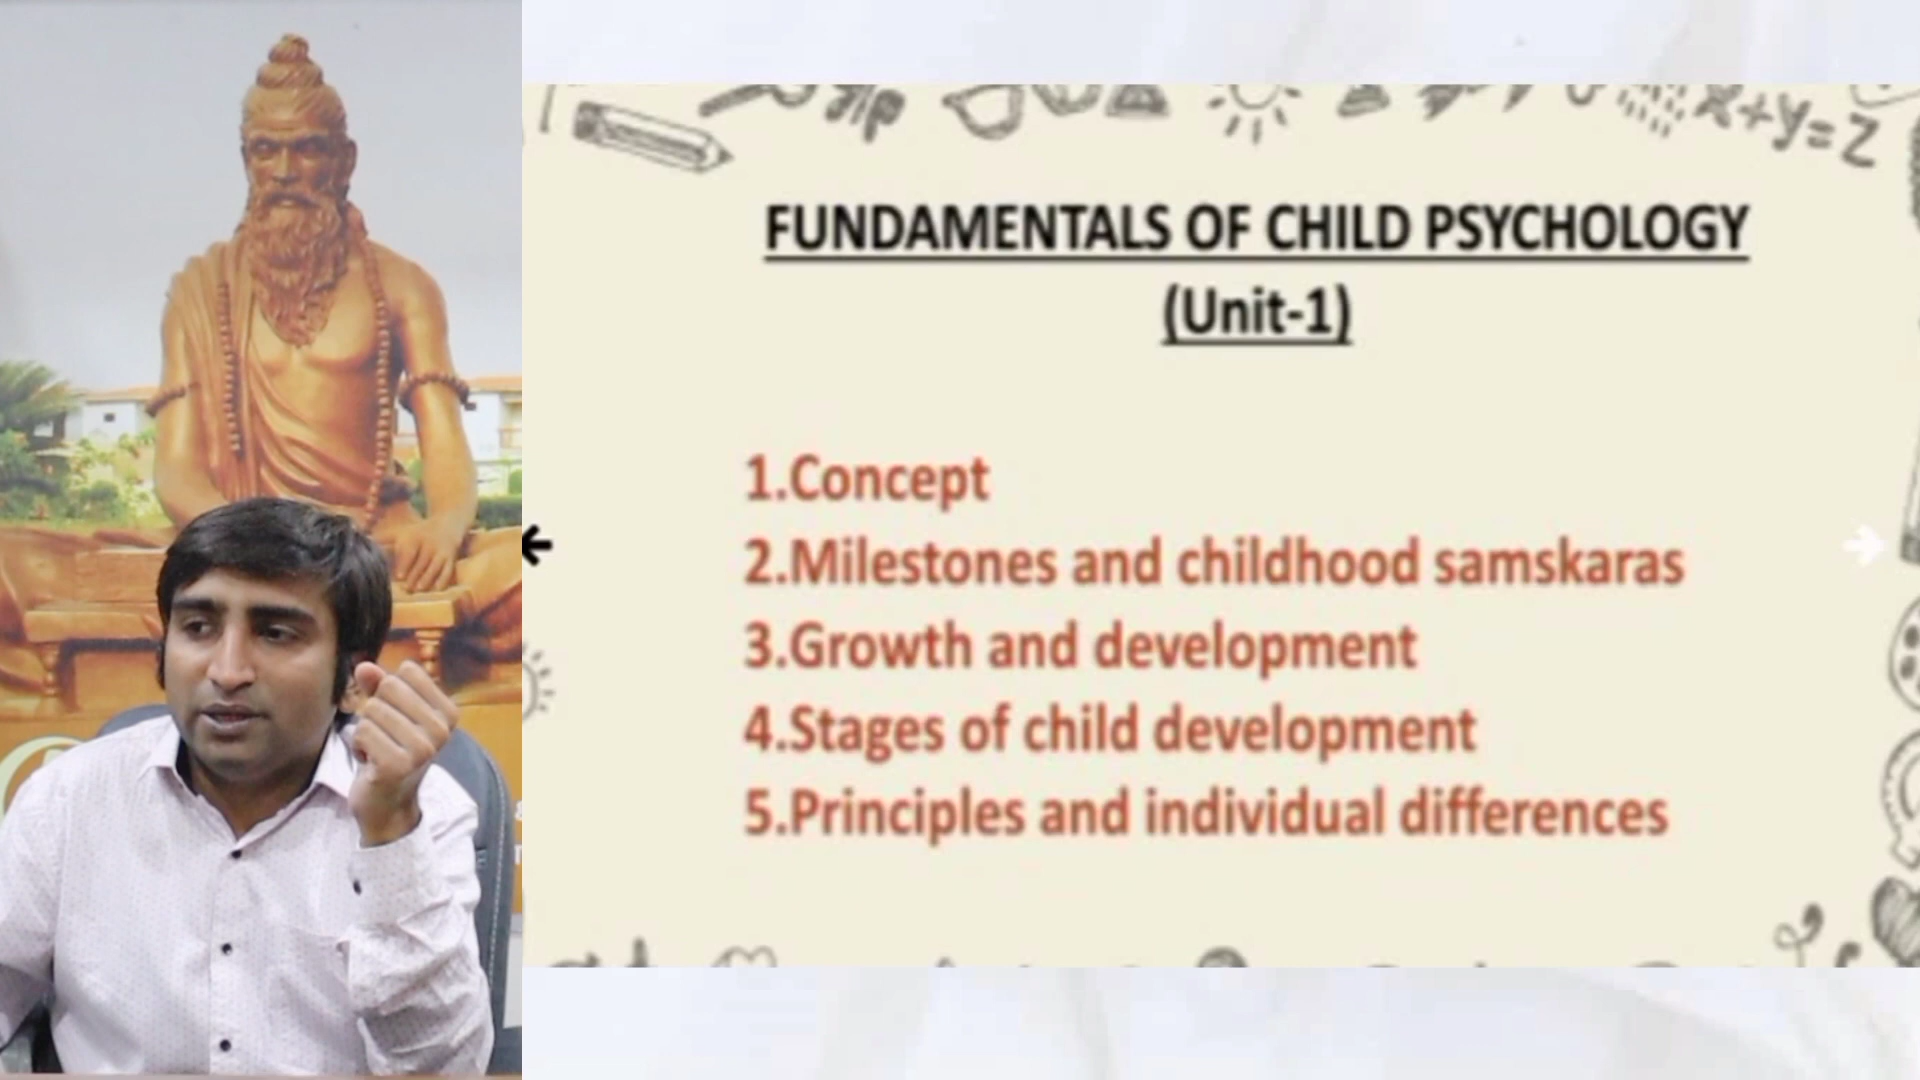 x+y=z
FUNDAMENTALS OF CHILD PSYCHOLOGY
(Unit-1)
1.Concept
2.Milestones and childhood samskaras
3.Growth and development
4.Stages of child development
5.Principles and individual differences